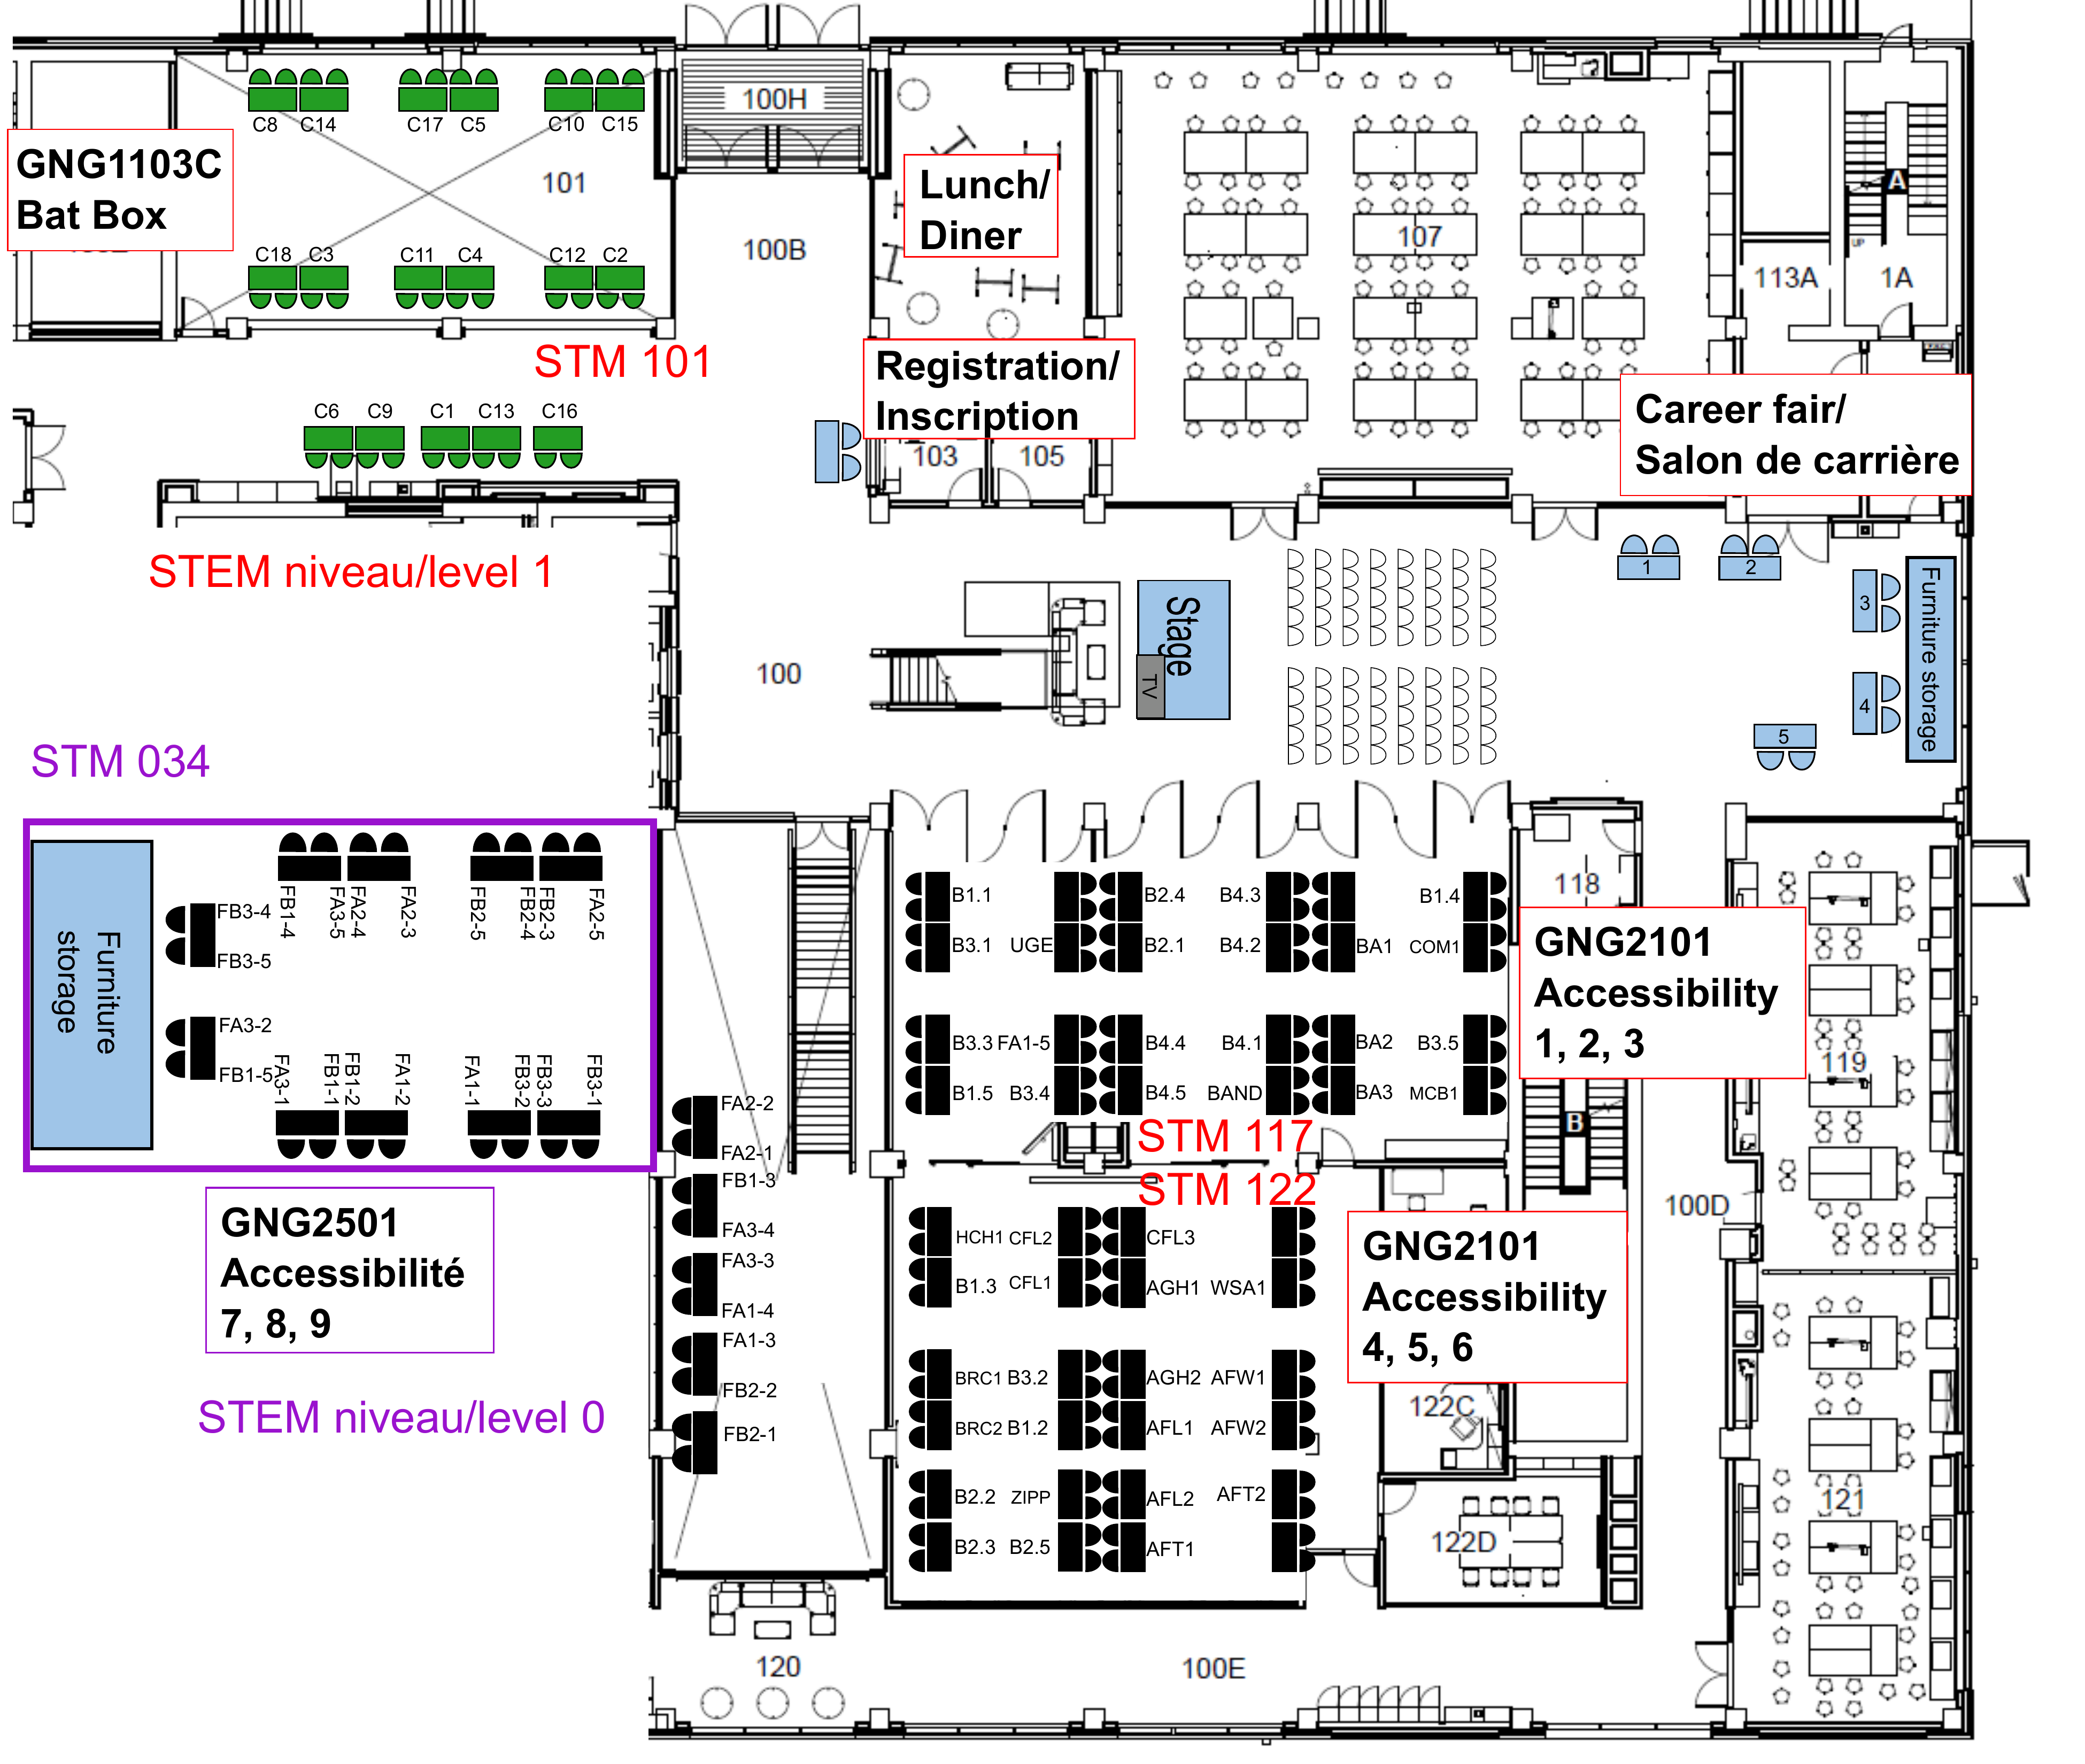 C8 C14 C17 C5 C10 C15
100H
GNG1103C
Bat Box
101
Lunch/
Diner
107
A
113A
1A
UP
100B
C18 C3 C11 C4 C12 C2
STM 101
Registration/
Inscription
Career fair/
Salon de carrière
C6 C9 C1 C13 C16
103
105
STEM niveau/level 1
1
2
3
4
5
Furniture storage
Stage
TV
100
STM 034
Furniture
storage
FB1-4
FA3-5
FA2-4
FA2-3
FB2-5
FB2-4
FB2-3
FA2-5
FB3-4
FB3-5
FA3-2
FB1-5
FA3-1
FB1-1
FB1-2
FA1-2
FA1-1
FB3-2
FB3-3
FB3-1
B1.1 B2.4 B4.3 B1.4
B3.1 UGE B2.1 B4.2 BA1 COM1
B3.3 FA1-5 B4.4 B4.1 BA2 B3.5
B1.5 B3.4 B4.5 BAND BA3 MCB1
118
GNG2101
Accessibility
1, 2, 3
119
B
STM 117
STM 122
FA2-2
FA2-1
FB1-3
FA3-4
FA3-3
FA1-4
FA1-3
FB2-2
FB2-1
GNG2501
Accessibilité
7, 8, 9
STEM niveau/level 0
HCH1 CFL2 CFL3
B1.3 CFL1 AGH1 WSA1
BRC1 B3.2 AGH2 AFW1
BRC2 B1.2 AFL1 AFW2
B2.2 ZIPP AFL2 AFT2
B2.3 B2.5 AFT1
100D
GNG2101
Accessibility
4, 5, 6
122C
122D
121
120
100E